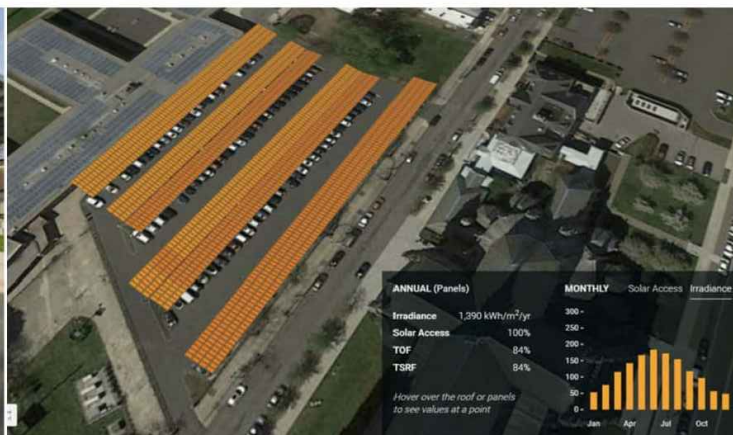 ANNUAL (Panels)
Irradiance 1,390 kWh/m²/yr
Solar Access 100%
TOF 84%
TSRF 84%
Hover over the roof or panels
to see values at a point
MONTHLY Solar Access Irradiance
300 -
250 -
200 -
150 -
100 -
50 -
0 -
Jan Apr Jul Oct